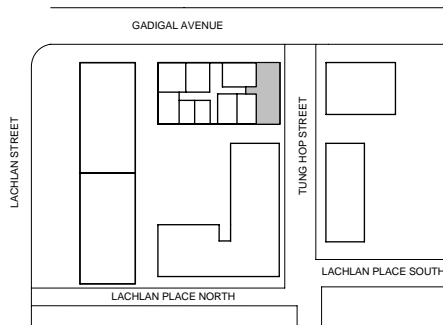 GADIGAL AVENUE
LACHLAN STREET
TUNG HOP STREET
LACHLAN PLACE SOUTH
LACHLAN PLACE NORTH